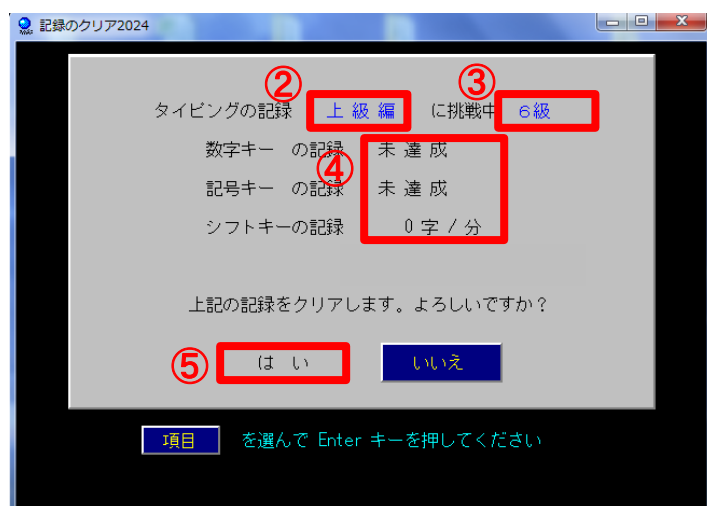 記録のクリア2024
② ③
タイピングの記録 上 級 編 に挑戦中 6級
数字キー の記録 未 達 成
④
記号キー の記録 未 達 成
シフトキーの記録 0 字 / 分
上記の記録をクリアします。よろしいですか?
⑤ は い いいえ
項目 を選んで Enter キーを押してください